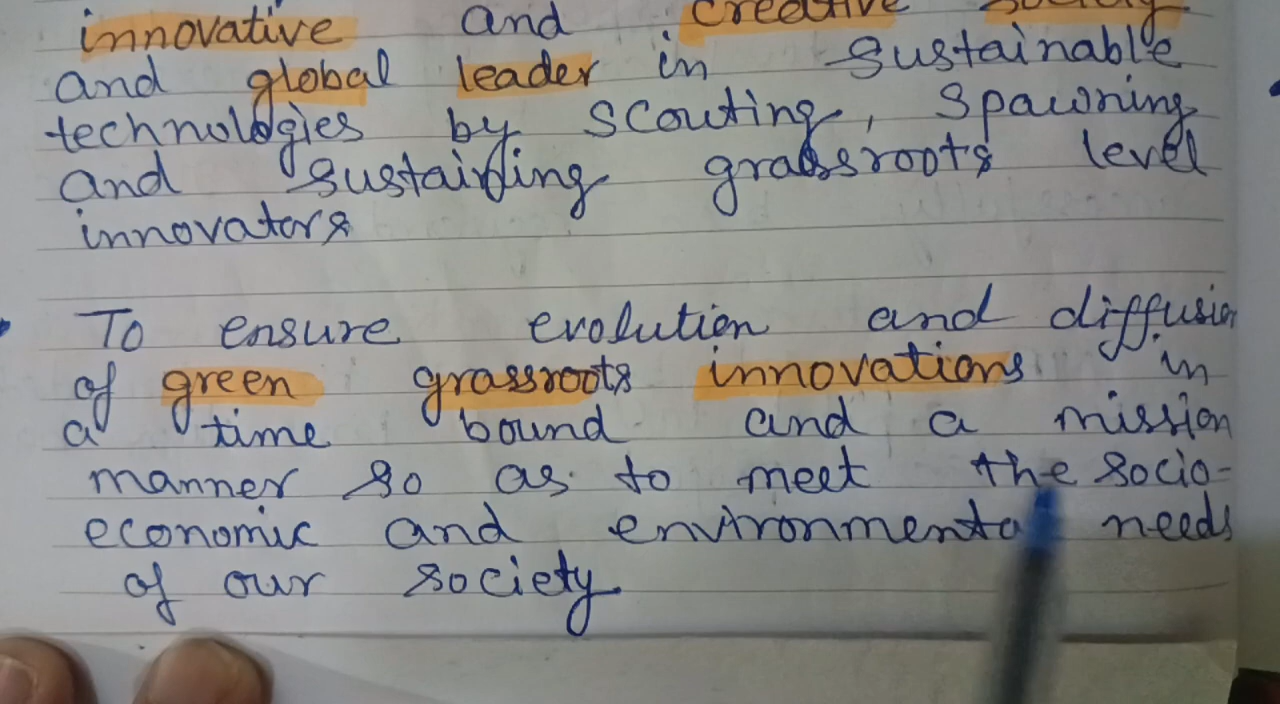 innovative and creative society
and global leader in sustainable
technologies by scouting, spawning
and sustaining grassroots level
innovators
To ensure evolution and diffusion
of green grassroots innovations in
a time bound and a mission
manner so as to meet the socio-
economic and environmental needs
of our society